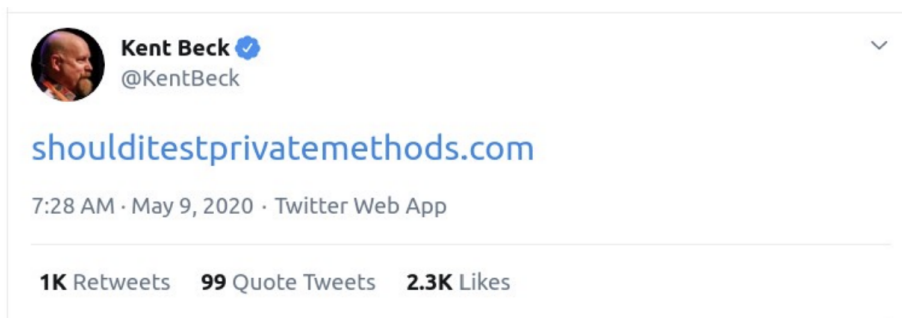 Kent Beck
@KentBeck
shoulditestprivatemethods.com
7:28 AM · May 9, 2020 · Twitter Web App
1K Retweets 99 Quote Tweets 2.3K Likes